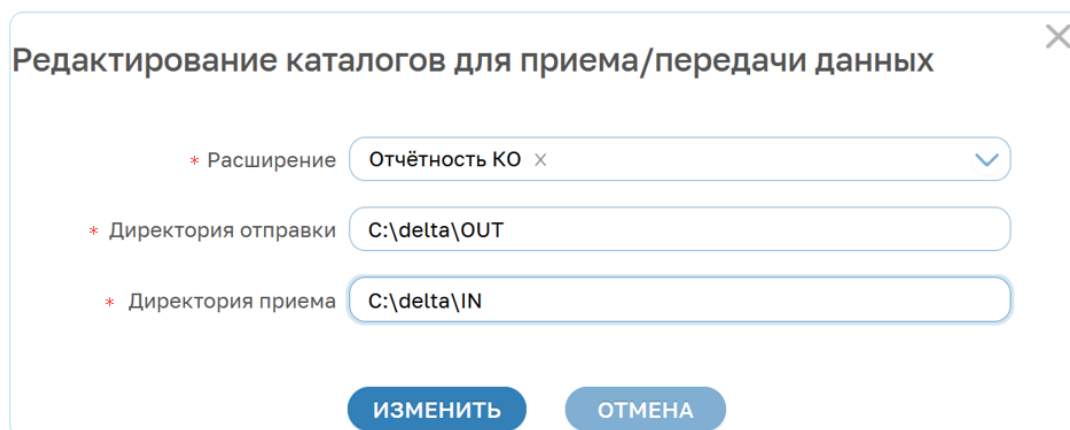 Редактирование каталогов для приема/передачи данных
* Расширение Отчётность КО ×
* Директория отправки C:\delta\OUT
* Директория приема C:\delta\IN
ИЗМЕНИТЬ ОТМЕНА